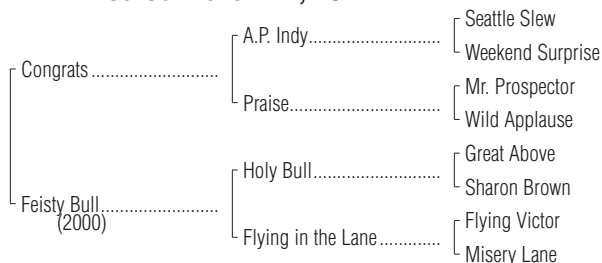 Seattle Slew
A.P. Indy
Weekend Surprise
Congrats
Mr. Prospector
Praise
Wild Applause
Great Above
Holy Bull
Sharon Brown
Feisty Bull
(2000)
Flying Victor
Flying in the Lane
Misery Lane